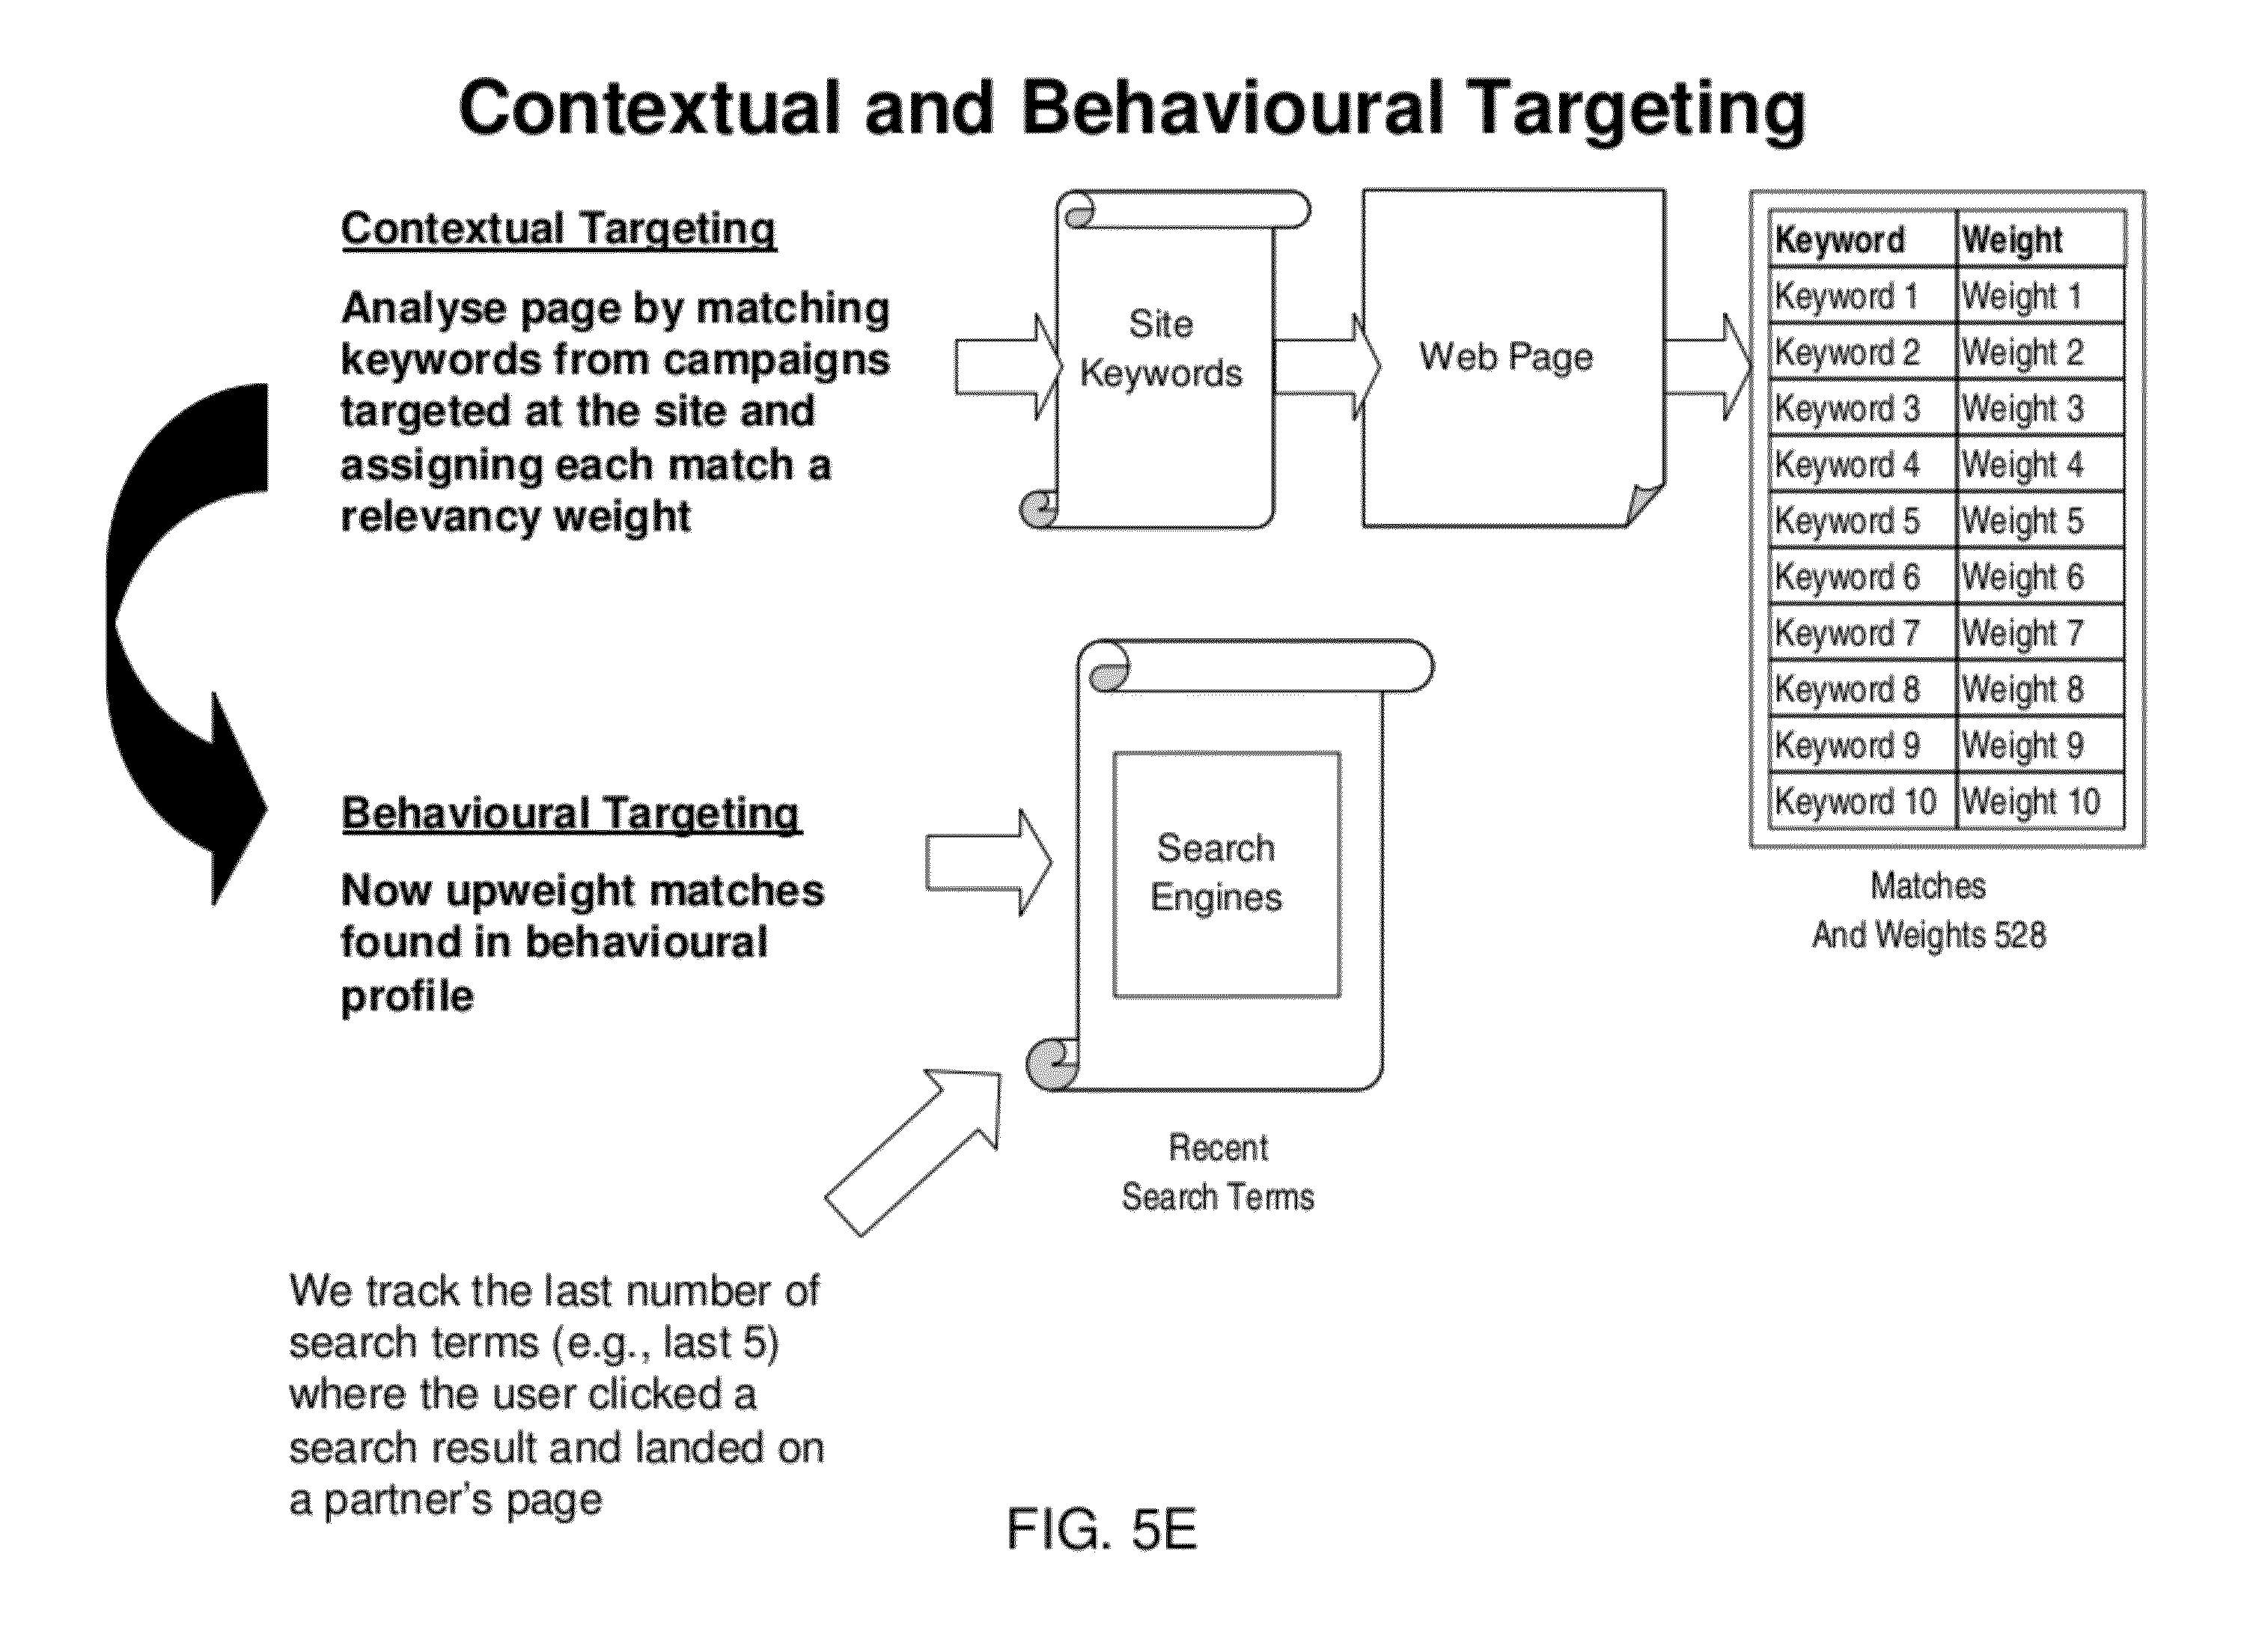 Contextual and Behavioural Targeting
Contextual Targeting
Analyse page by matching
keywords from campaigns
targeted at the site and
assigning each match a
relevancy weight
Site
Keywords
Web Page
Keyword Weight
Keyword 1 Weight 1
Keyword 2 Weight 2
Keyword 3 Weight 3
Keyword 4 Weight 4
Keyword 5 Weight 5
Keyword 6 Weight 6
Keyword 7 Weight 7
Keyword 8 Weight 8
Keyword 9 Weight 9
Keyword 10 Weight 10
Matches
And Weights 528
Behavioural Targeting
Now upweight matches
found in behavioural
profile
Search
Engines
Recent
Search Terms
We track the last number of
search terms (e.g., last 5)
where the user clicked a
search result and landed on
a partner's page
FIG. 5E